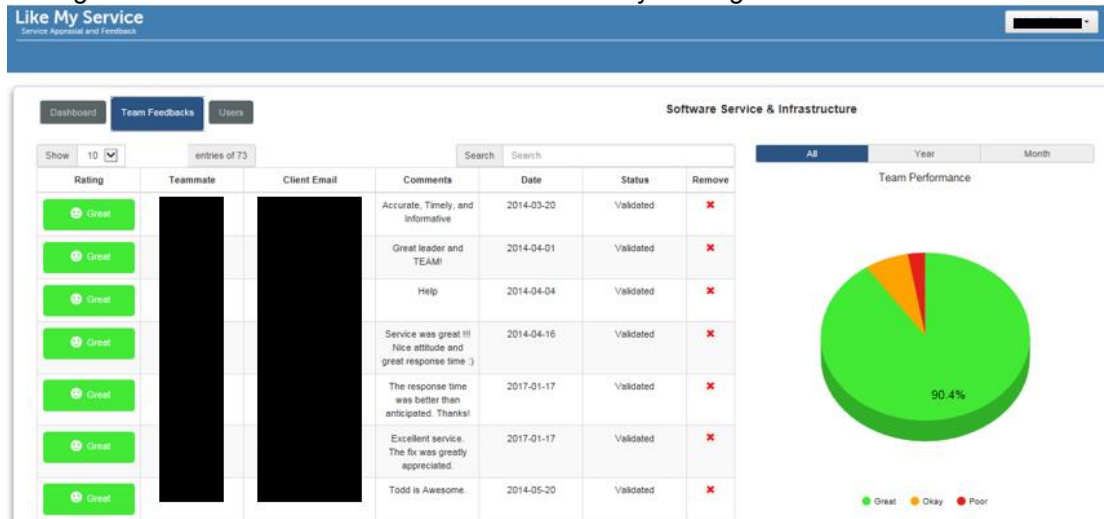 Like My Service
Service Appraisal and Feedback
Dashboard Team Feedbacks Users
Software Service & Infrastructure
Show 10 entries of 73 Search Search
All Year Month
Rating Teammate Client Email Comments Date Status Remove
Team Performance
Great Accurate, Timely, and 2014-03-20 Validated
Informative
Great Great leader and 2014-04-01 Validated
TEAM!
Great Help 2014-04-04 Validated
Great Service was great !!! 2014-04-16 Validated
Nice attitude and
great response time :)
Great The response time 2017-01-17 Validated
was better than
anticipated. Thanks!
90.4%
Great Excellent service. 2017-01-17 Validated
The fix was greatly
appreciated.
Great Todd is Awesome. 2014-05-20 Validated
Great Okay Poor